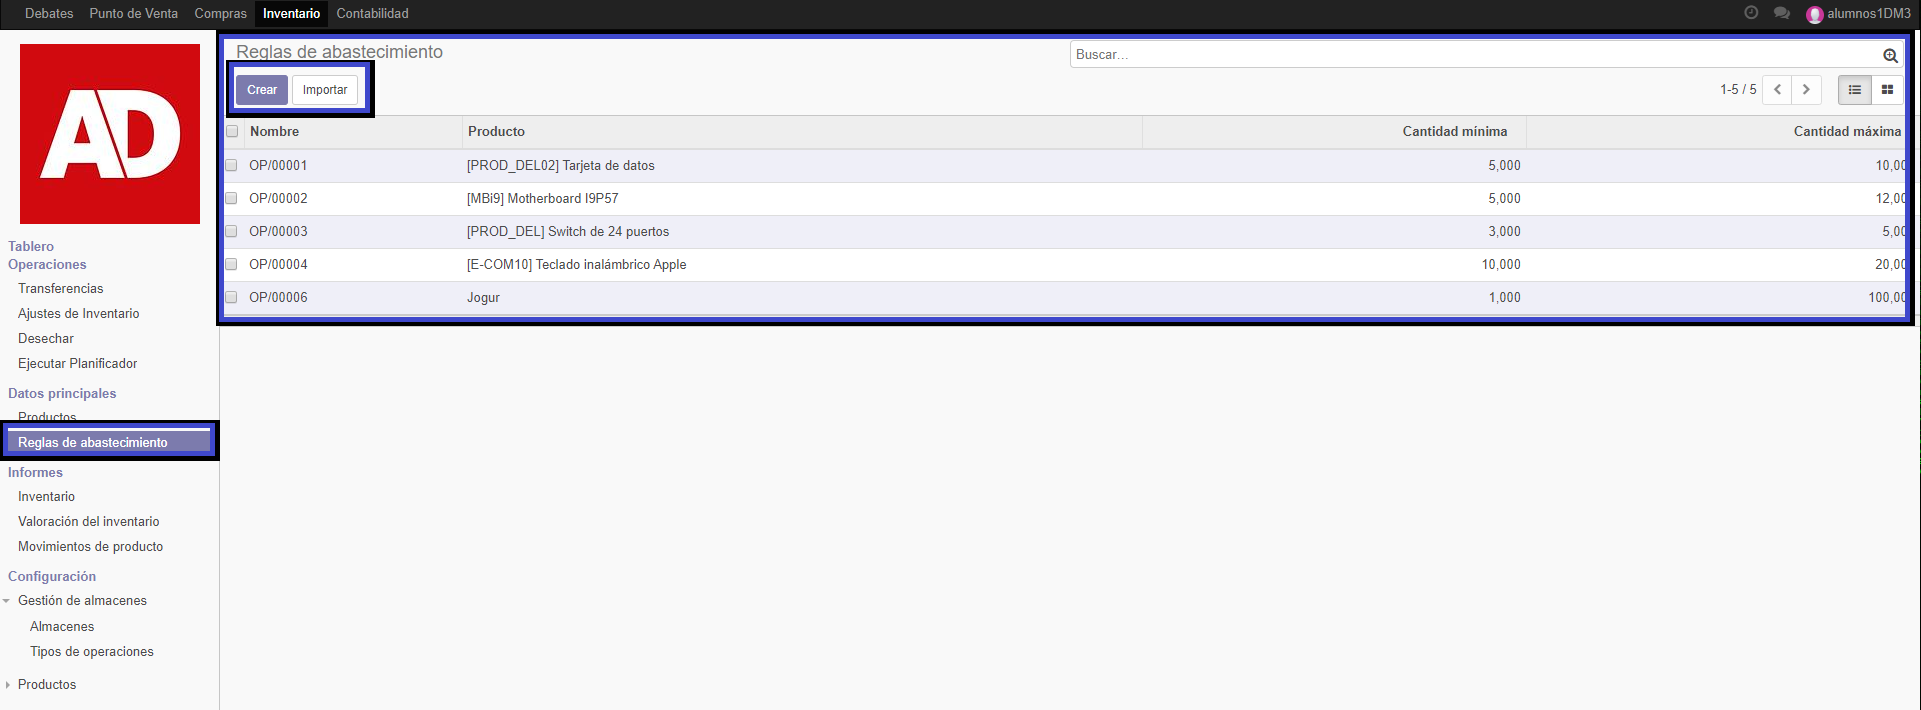 Debates Punto de Venta Compras Inventario Contabilidad alumnos1DM3
AD
Tablero
Operaciones
Transferencias
Ajustes de Inventario
Desechar
Ejecutar Planificador
Datos principales
Productos
Reglas de abastecimiento
Informes
Inventario
Valoración del inventario
Movimientos de producto
Configuración
Gestión de almacenes
Almacenes
Tipos de operaciones
Productos
Reglas de abastecimiento
Buscar...
Crear Importar
1-5 / 5
Nombre Producto Cantidad mínima Cantidad máxima
OP/00001 [PROD_DEL02] Tarjeta de datos 5,000 10,00
OP/00002 [MBi9] Motherboard I9P57 5,000 12,00
OP/00003 [PROD_DEL] Switch de 24 puertos 3,000 5,00
OP/00004 [E-COM10] Teclado inalámbrico Apple 10,000 20,00
OP/00006 Jogur 1,000 100,00